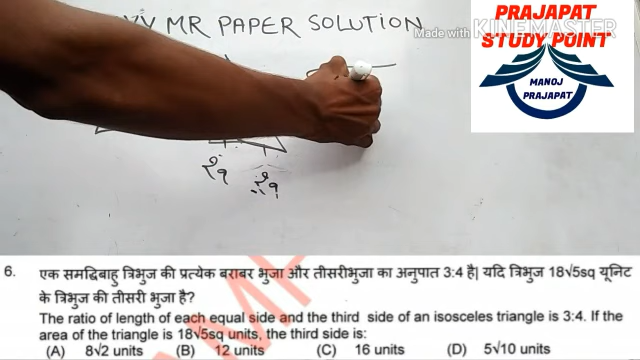 MR PAPER SOLUTION
Made with KINEMASTER
PRAJAPAT
STUDY POINT
MANOJ
PRAJAPAT
6. एक समद्विबाहु त्रिभुज की प्रत्येक बराबर भुजा और तीसरीभुजा का अनुपात 3:4 है| यदि त्रिभुज 18√5sq यूनिट
के त्रिभुज की तीसरी भुजा है?
The ratio of length of each equal side and the third side of an isosceles triangle is 3:4. If the
area of the triangle is 18√5sq units, the third side is:
(A) 8√2 units (B) 12 units (C) 16 units (D) 5√10 units